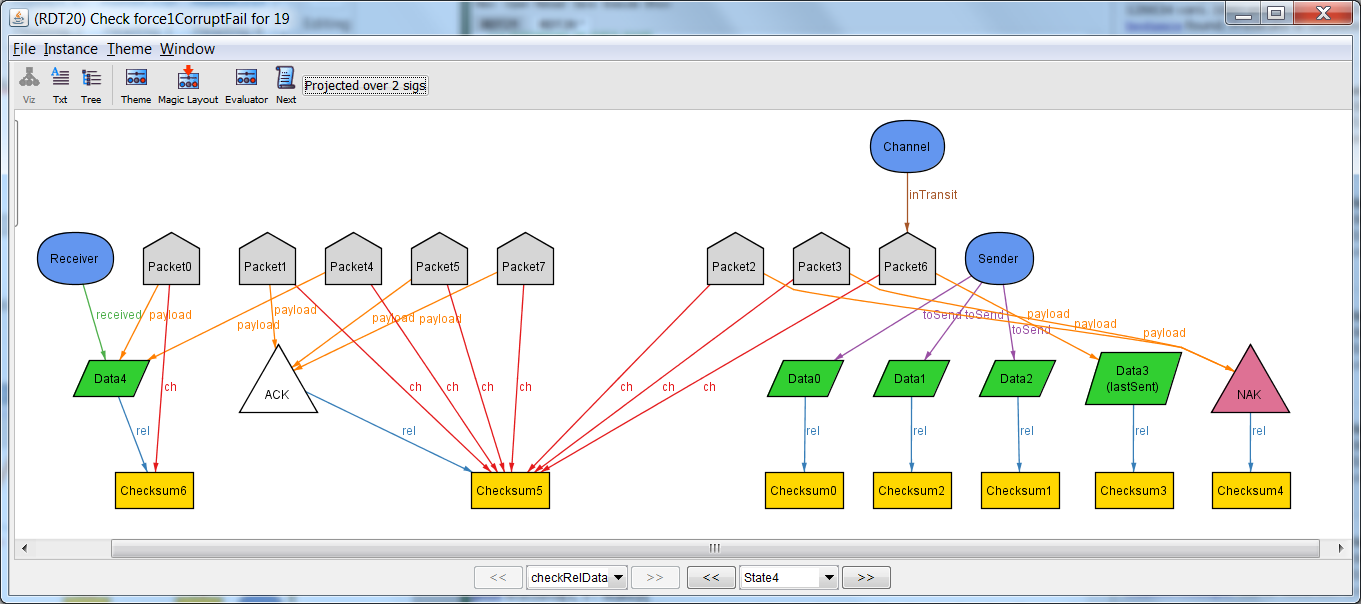 (RDT20) Check force1CorruptFail for 19
File Instance Theme Window
Viz Txt Tree Theme Magic Layout Evaluator Next Projected over 2 sigs
Channel
inTransit
Receiver Packet0 Packet1 Packet4 Packet5 Packet7 Packet2 Packet3 Packet6 Sender
received payload payload payload payload payload toSend toSend toSend payload payload payload
Data4 ACK Data0 Data1 Data2 Data3 NAK
(lastSent)
ch ch ch ch ch ch ch ch
rel rel rel rel rel rel rel
Checksum6 Checksum5 Checksum0 Checksum2 Checksum1 Checksum3 Checksum4
<< checkRelData >> << State4 >>